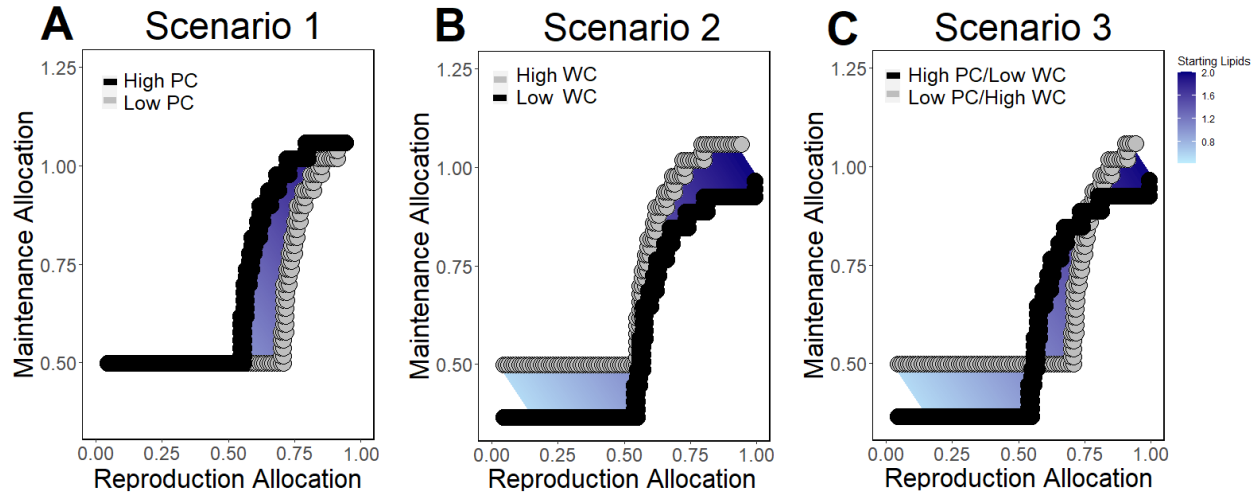 A Scenario 1
1.25
1.00
0.75
0.50
Maintenance Allocation
High PC
Low PC
0.00 0.25 0.50 0.75 1.00
Reproduction Allocation
B Scenario 2
1.25
1.00
0.75
0.50
Maintenance Allocation
High WC
Low WC
0.00 0.25 0.50 0.75 1.00
Reproduction Allocation
C Scenario 3
1.25
1.00
0.75
0.50
Maintenance Allocation
High PC/Low WC
Low PC/High WC
0.00 0.25 0.50 0.75 1.00
Reproduction Allocation
Starting Lipids
2.0
1.6
1.2
0.8